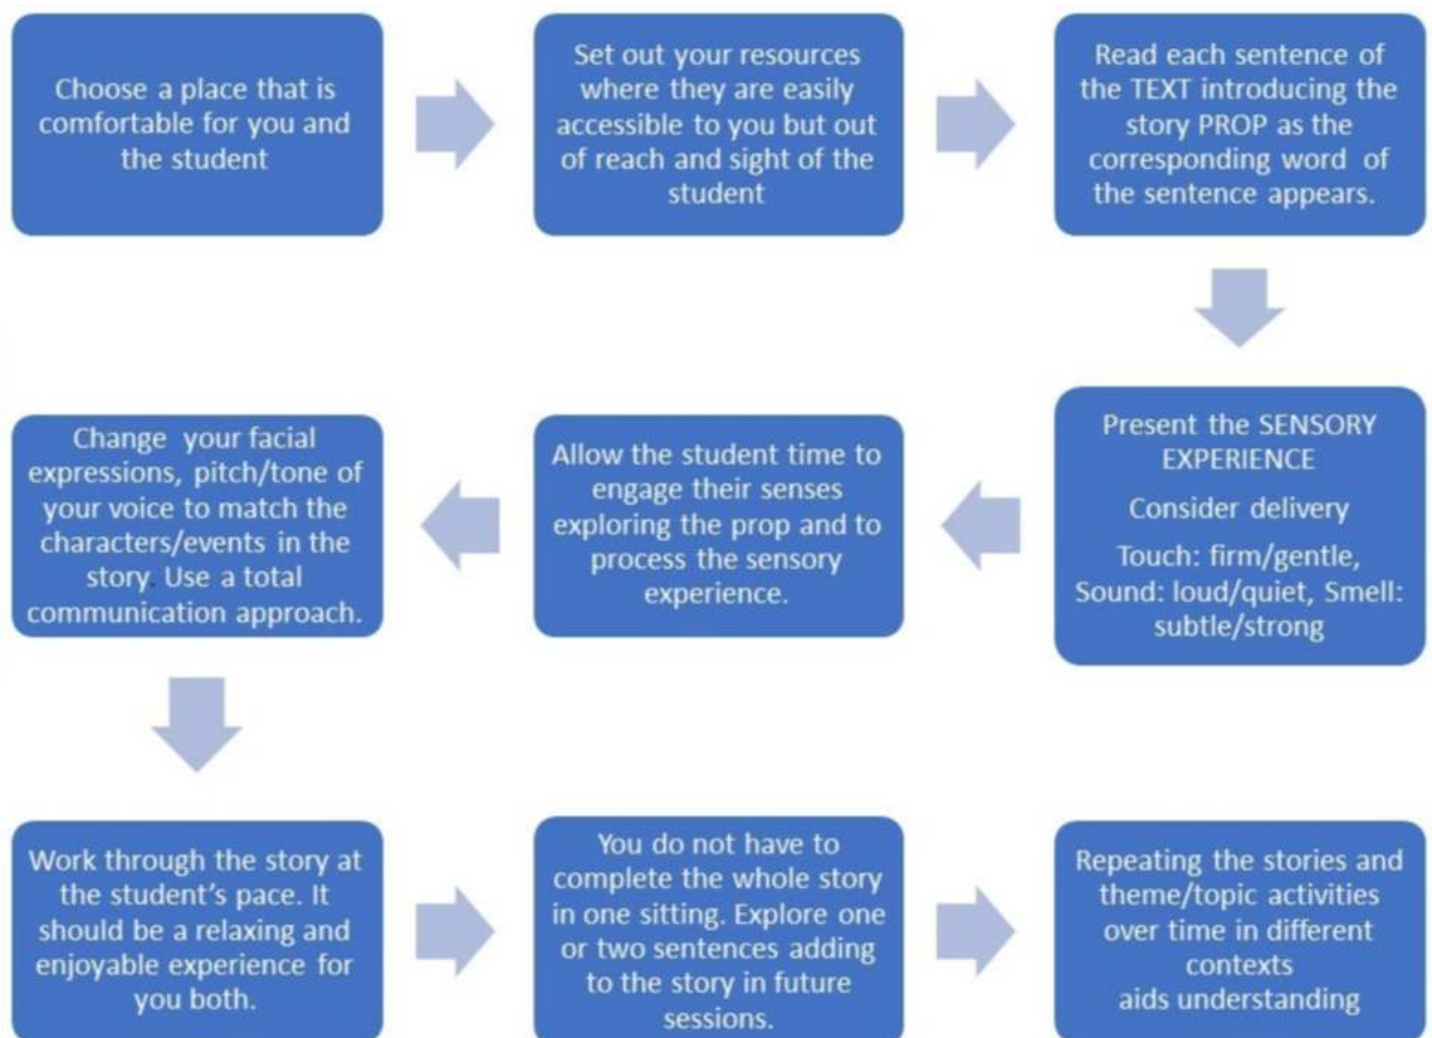 Choose a place that is
comfortable for you and
the student
Set out your resources
where they are easily
accessible to you but out
of reach and sight of the
student
Read each sentence of
the TEXT introducing the
story PROP as the
corresponding word of
the sentence appears.
Present the SENSORY
EXPERIENCE
Consider delivery
Touch: firm/gentle,
Sound: loud/quiet, Smell:
subtle/strong
Allow the student time to
engage their senses
exploring the prop and to
process the sensory
experience.
Change your facial
expressions, pitch/tone of
your voice to match the
characters/events in the
story. Use a total
communication approach.
Work through the story at
the student's pace. It
should be a relaxing and
enjoyable experience for
you both.
You do not have to
complete the whole story
in one sitting. Explore one
or two sentences adding
to the story in future
sessions.
Repeating the stories and
theme/topic activities
over time in different
contexts
aids understanding